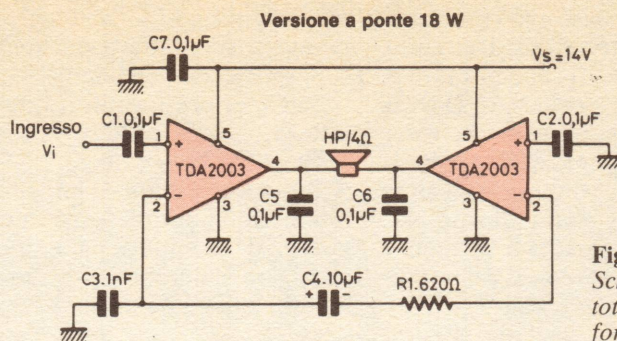 Versione a ponte 18 W
C7.0,1µF
Vs=14V
C1.0,1µF
C2.0,1µF
Ingresso
Vi
1
+
5
TDA2003
4
HP/4Ω
4
5
+
1
TDA2003
-
2
3
C5
0,1µF
C6
0,1µF
3
-
2
C3.1nF
C4.10µF
+
-
R1.620Ω
Fig
Sch
tot
for